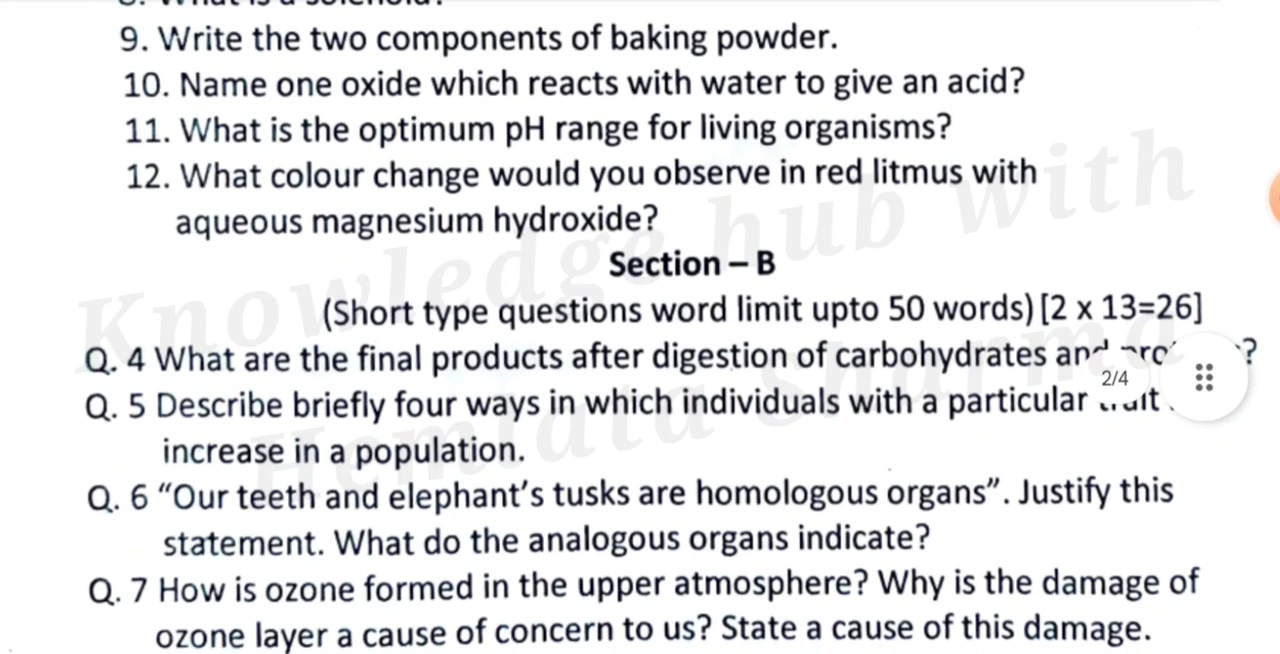 9. Write the two components of baking powder.
10. Name one oxide which reacts with water to give an acid?
11. What is the optimum pH range for living organisms?
12. What colour change would you observe in red litmus with
aqueous magnesium hydroxide?
Section – B
(Short type questions word limit upto 50 words) [2 x 13=26]
Q. 4 What are the final products after digestion of carbohydrates and ?
2/4
Q. 5 Describe briefly four ways in which individuals with a particular
increase in a population.
Q. 6 “Our teeth and elephant’s tusks are homologous organs”. Justify this
statement. What do the analogous organs indicate?
Q. 7 How is ozone formed in the upper atmosphere? Why is the damage of
ozone layer a cause of concern to us? State a cause of this damage.
Knowledge hub with
Hemlata Sharma